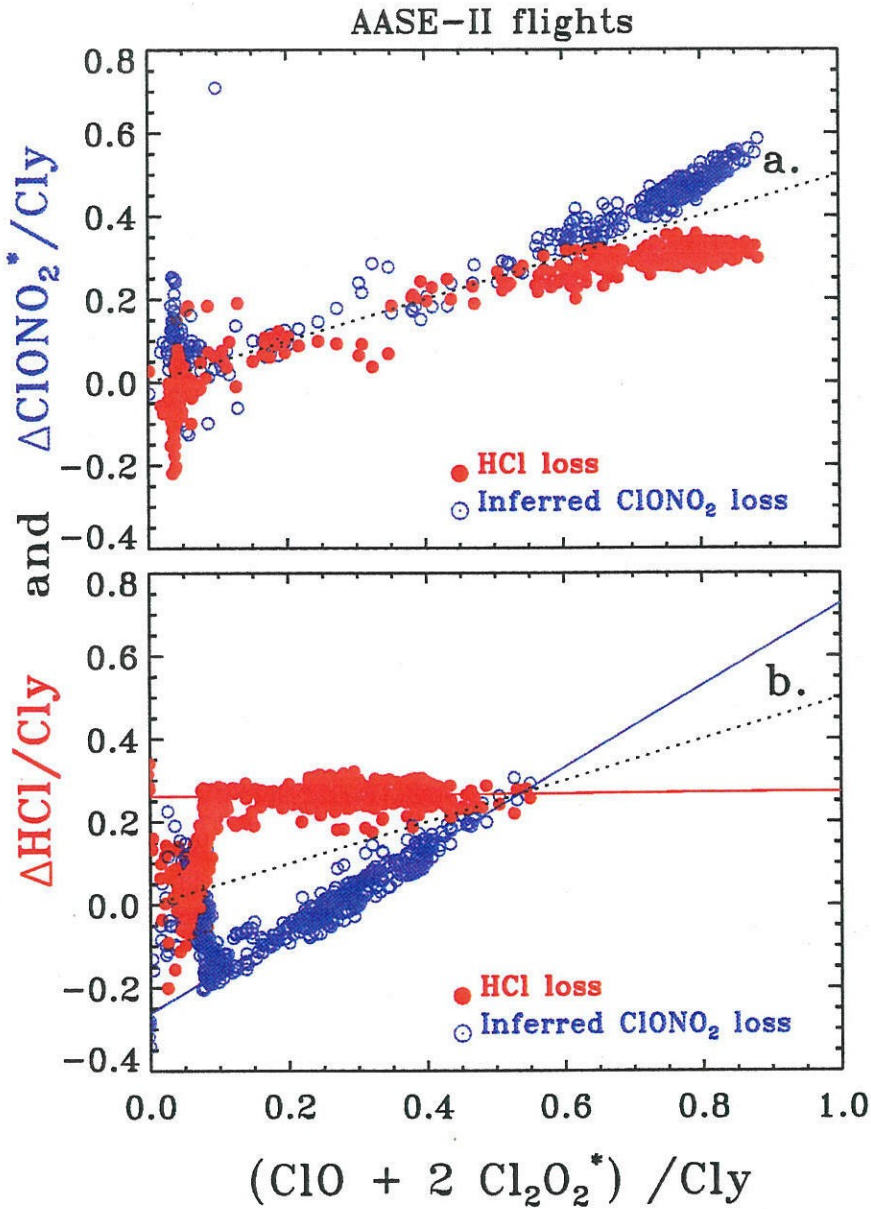 AASE-II flights
ΔHCl/Cly and ΔClONO₂*/Cly
0.8
0.6
0.4
0.2
0.0
−0.2
−0.4
a.
HCl loss
Inferred ClONO₂ loss
0.8
0.6
0.4
0.2
0.0
−0.2
−0.4
b.
HCl loss
Inferred ClONO₂ loss
0.0 0.2 0.4 0.6 0.8 1.0
(ClO + 2 Cl₂O₂*) /Cly